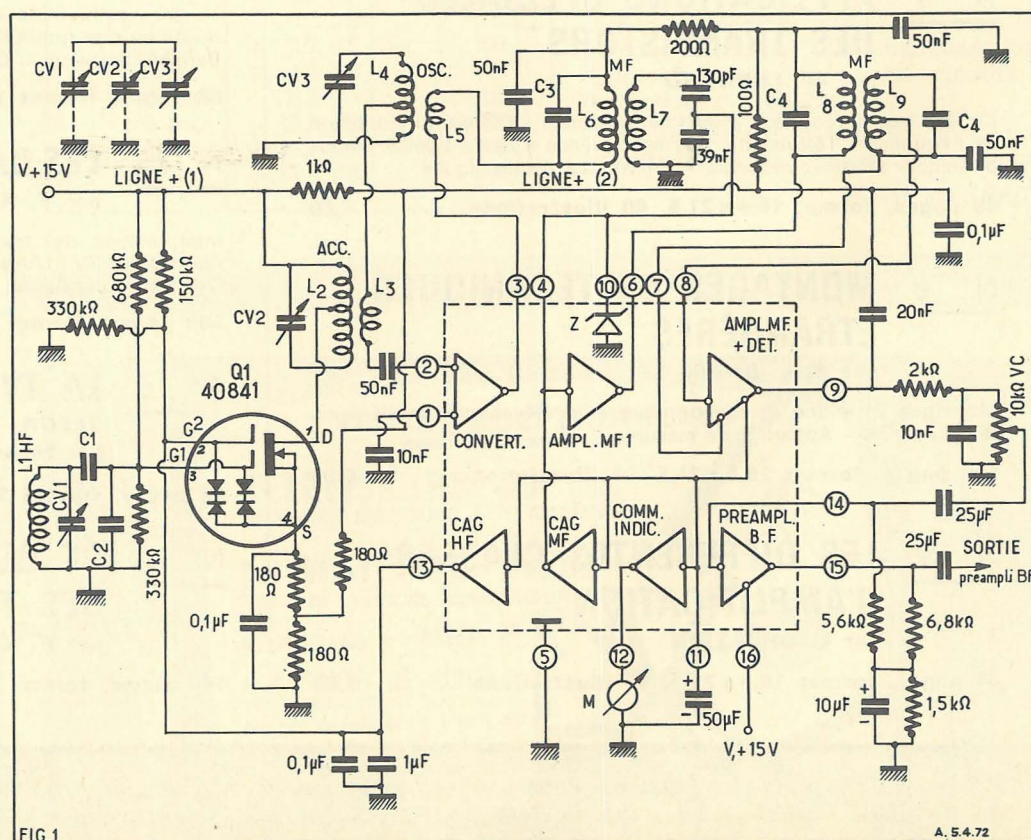 CV1 CV2 CV3
CV3 L4 OSC. L5
50nF C3 L6 MF L7
200Ω
130pF
39nF
100Ω
C4 MF L8 L9 C4
50nF
50nF
V+15V
LIGNE + (1)
1kΩ
LIGNE+ (2)
0,1µF
680kΩ
150kΩ
330kΩ
ACC.
CV2 L2 L3
50nF
10nF
3 4 10 6 7 8
Z
2
1
CONVERT.
AMPL.MF1
AMPL.MF
+ DET.
20nF
9
2kΩ
10nF
10kΩ VC
Q1
40841
G2 2
G1 3
1 D
4 S
L1HF
CV1
C1
C2
330kΩ
180Ω
180
Ω
180Ω
0,1µF
0,1µF
1µF
13
CAG
HF
CAG
MF
COMM.
INDIC.
PREAMPL.
B.F.
14
25µF
15
25µF
SORTIE
preampli BF
5 12 11 16
M
+
-
50µF
V,+15V
5,6kΩ
6,8kΩ
+
10µF
-
1,5kΩ
FIG.1
A. 5.4.72